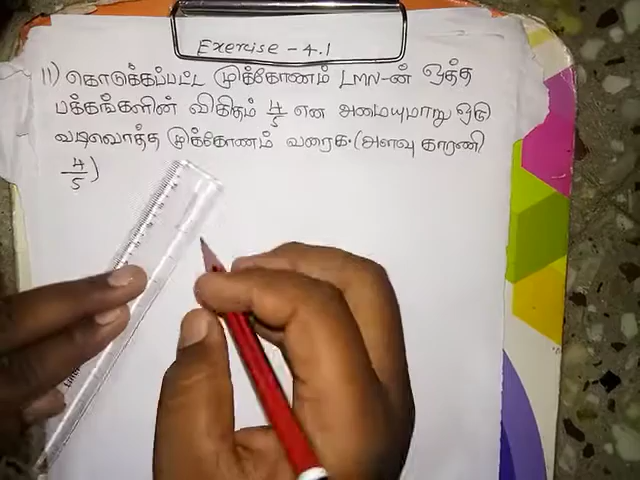 Exercise - 4.1
11) கொடுக்கப்பட்ட முக்கோணம் LMN-ன் ஒத்த
பக்கங்களின் விகிதம் 4/5 என அமையுமாறு ஒரு
வடிவொத்த முக்கோணம் வரைக. (அளவு காரணி
4/5)